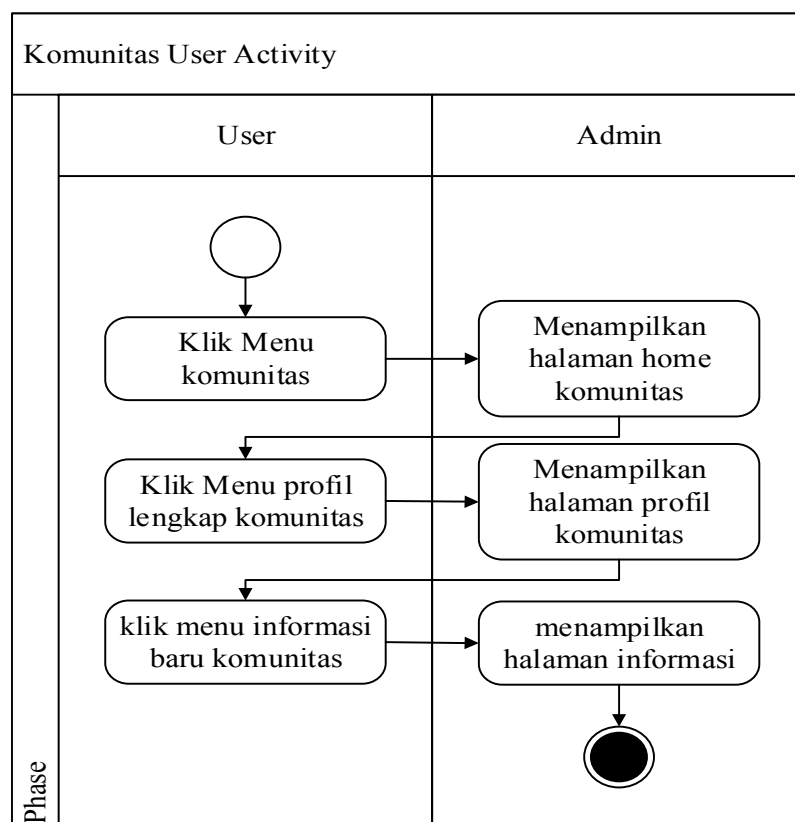 Komunitas User Activity
User
Admin
Klik Menu
komunitas
Menampilkan
halaman home
komunitas
Klik Menu profil
lengkap komunitas
Menampilkan
halaman profil
komunitas
klik menu informasi
baru komunitas
menampilkan
halaman informasi
Phase